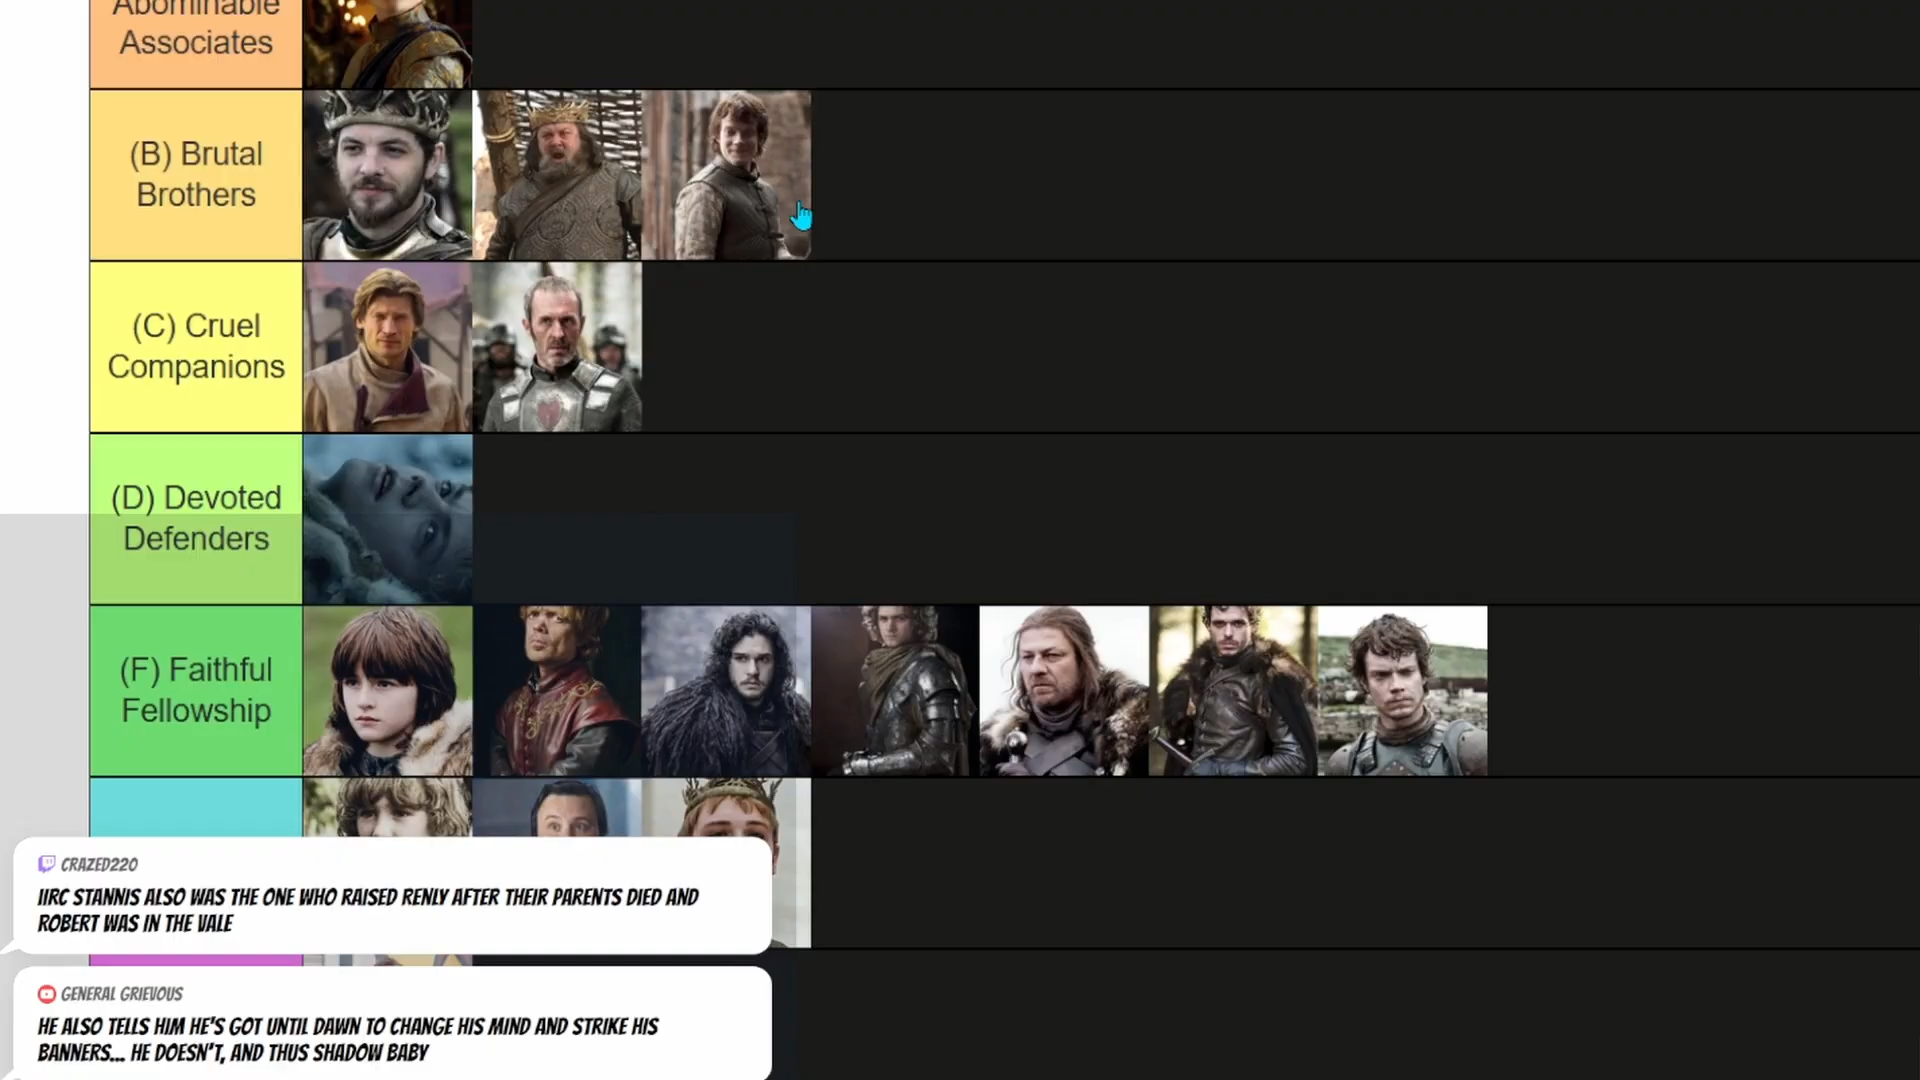 Abominable
Associates
(B) Brutal
Brothers
(C) Cruel
Companions
(D) Devoted
Defenders
(F) Faithful
Fellowship
CRAZED220
IIRC STANNIS ALSO WAS THE ONE WHO RAISED RENLY AFTER THEIR PARENTS DIED AND
ROBERT WAS IN THE VALE
GENERAL GRIEVOUS
HE ALSO TELLS HIM HE'S GOT UNTIL DAWN TO CHANGE HIS MIND AND STRIKE HIS
BANNERS... HE DOESN'T, AND THUS SHADOW BABY